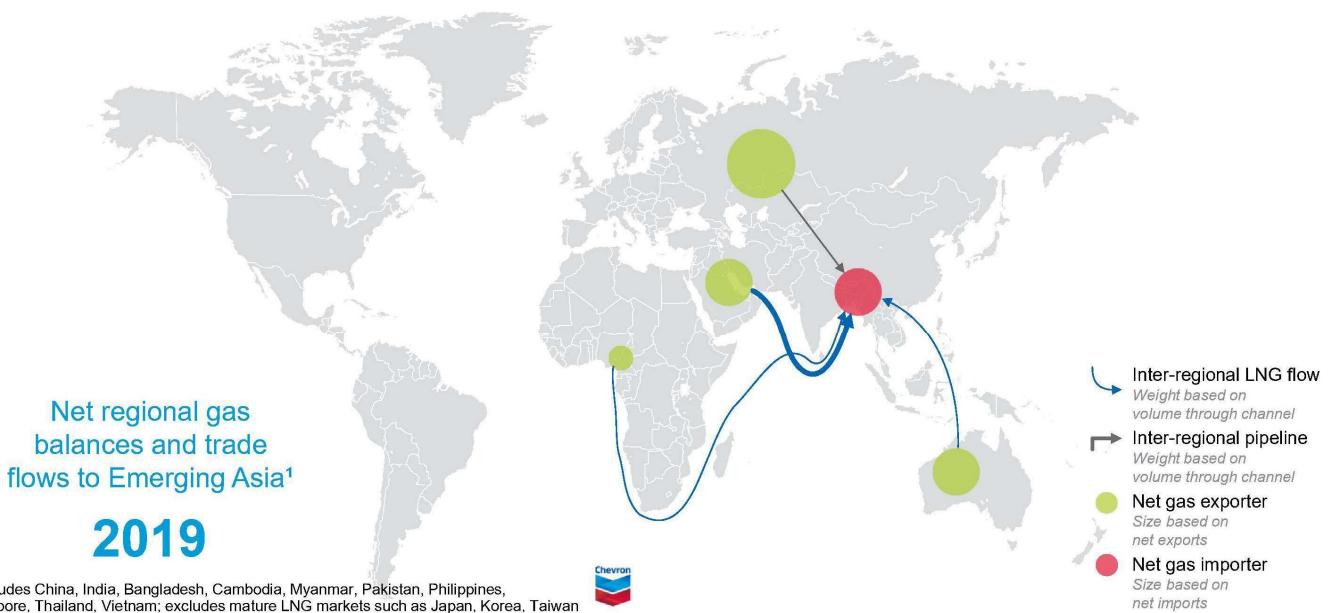 Net regional gas
balances and trade
flows to Emerging Asia¹
2019
udes China, India, Bangladesh, Cambodia, Myanmar, Pakistan, Philippines,
pore, Thailand, Vietnam; excludes mature LNG markets such as Japan, Korea, Taiwan
Chevron
Inter-regional LNG flow
Weight based on
volume through channel
Inter-regional pipeline
Weight based on
volume through channel
Net gas exporter
Size based on
net exports
Net gas importer
Size based on
net imports